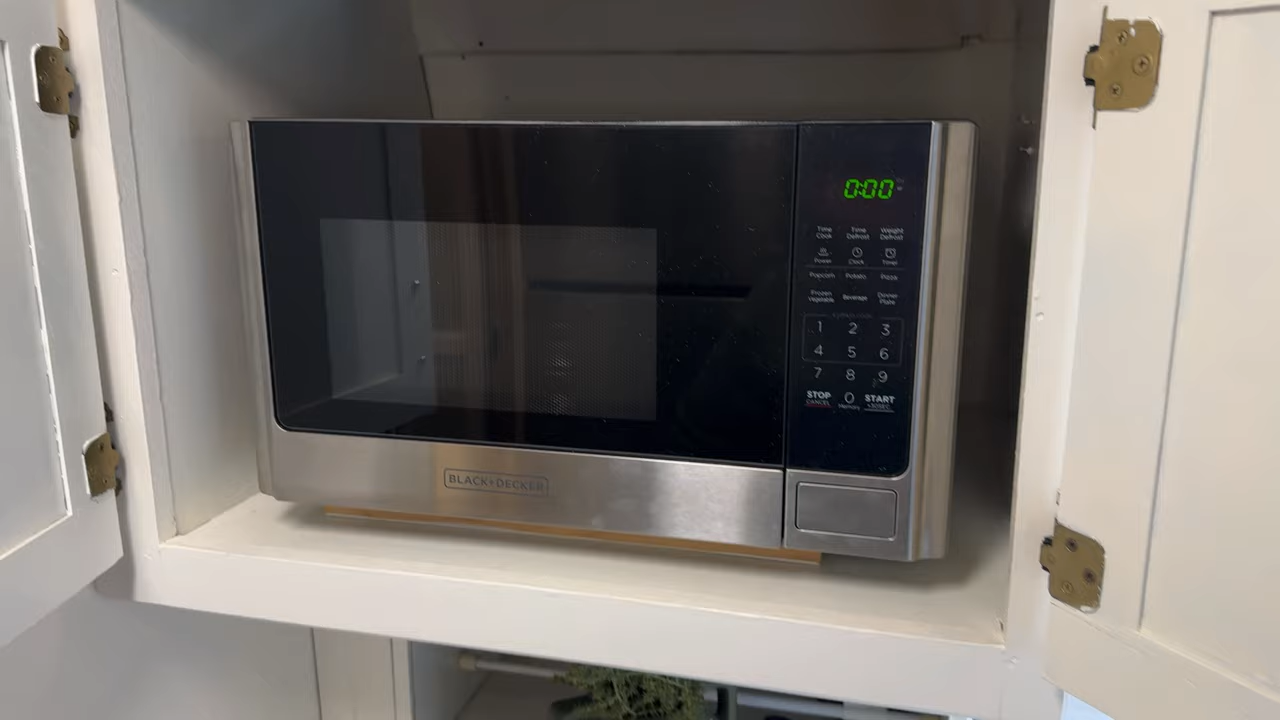 0:00
Time Cook Time Defrost Weight Defrost
Power Clock Timer
Popcorn Potato Pizza
Frozen Vegetable Beverage Dinner Plate
1 2 3
4 5 6
7 8 9
STOP CANCEL 0 Memory START +30SEC.
BLACK+DECKER